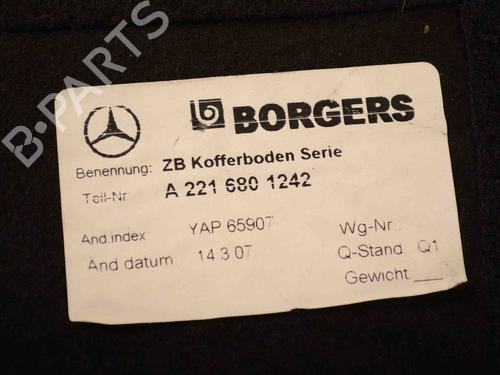 B-PARTS
BORGERS
Benennung: ZB Kofferboden Serie
Teil-Nr A 221 680 1242
And.index YAP 65907 Wg-Nr.
And datum 14.3.07 Q-Stand. Q1
Gewicht